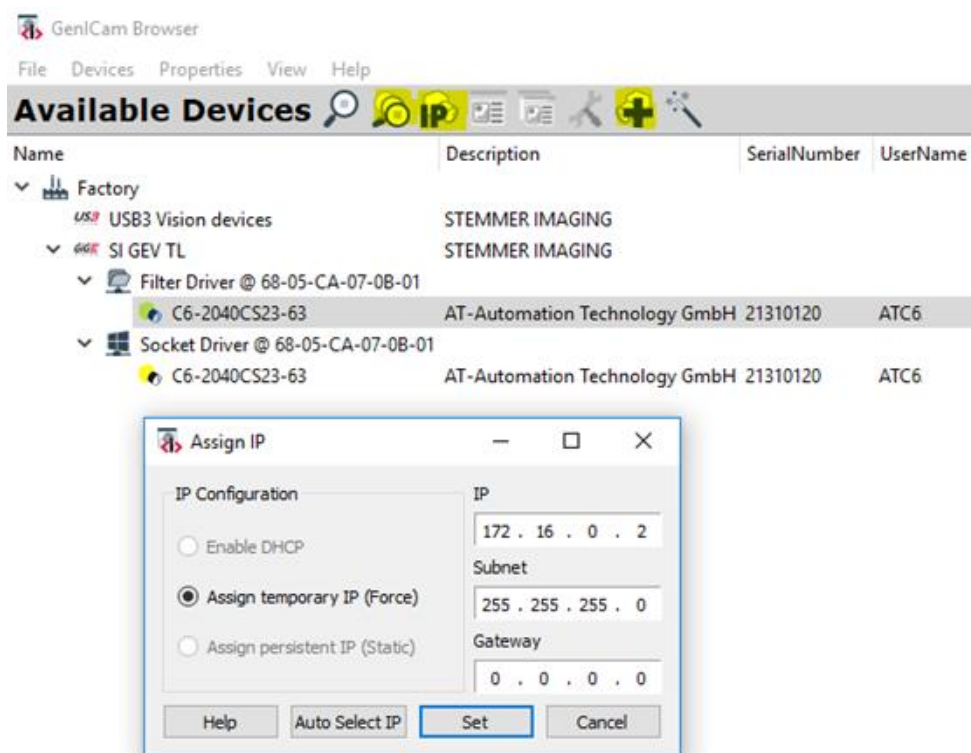 GenICam Browser
File Devices Properties View Help
Available Devices IP
Name Description SerialNumber UserName
Factory
USB3 Vision devices STEMMER IMAGING
SI GEV TL STEMMER IMAGING
Filter Driver @ 68-05-CA-07-0B-01
C6-2040CS23-63 AT-Automation Technology GmbH 21310120 ATC6
Socket Driver @ 68-05-CA-07-0B-01
C6-2040CS23-63 AT-Automation Technology GmbH 21310120 ATC6
Assign IP
IP Configuration
Enable DHCP
Assign temporary IP (Force)
Assign persistent IP (Static)
IP
172 . 16 . 0 . 2
Subnet
255 . 255 . 255 . 0
Gateway
0 . 0 . 0 . 0
Help Auto Select IP Set Cancel